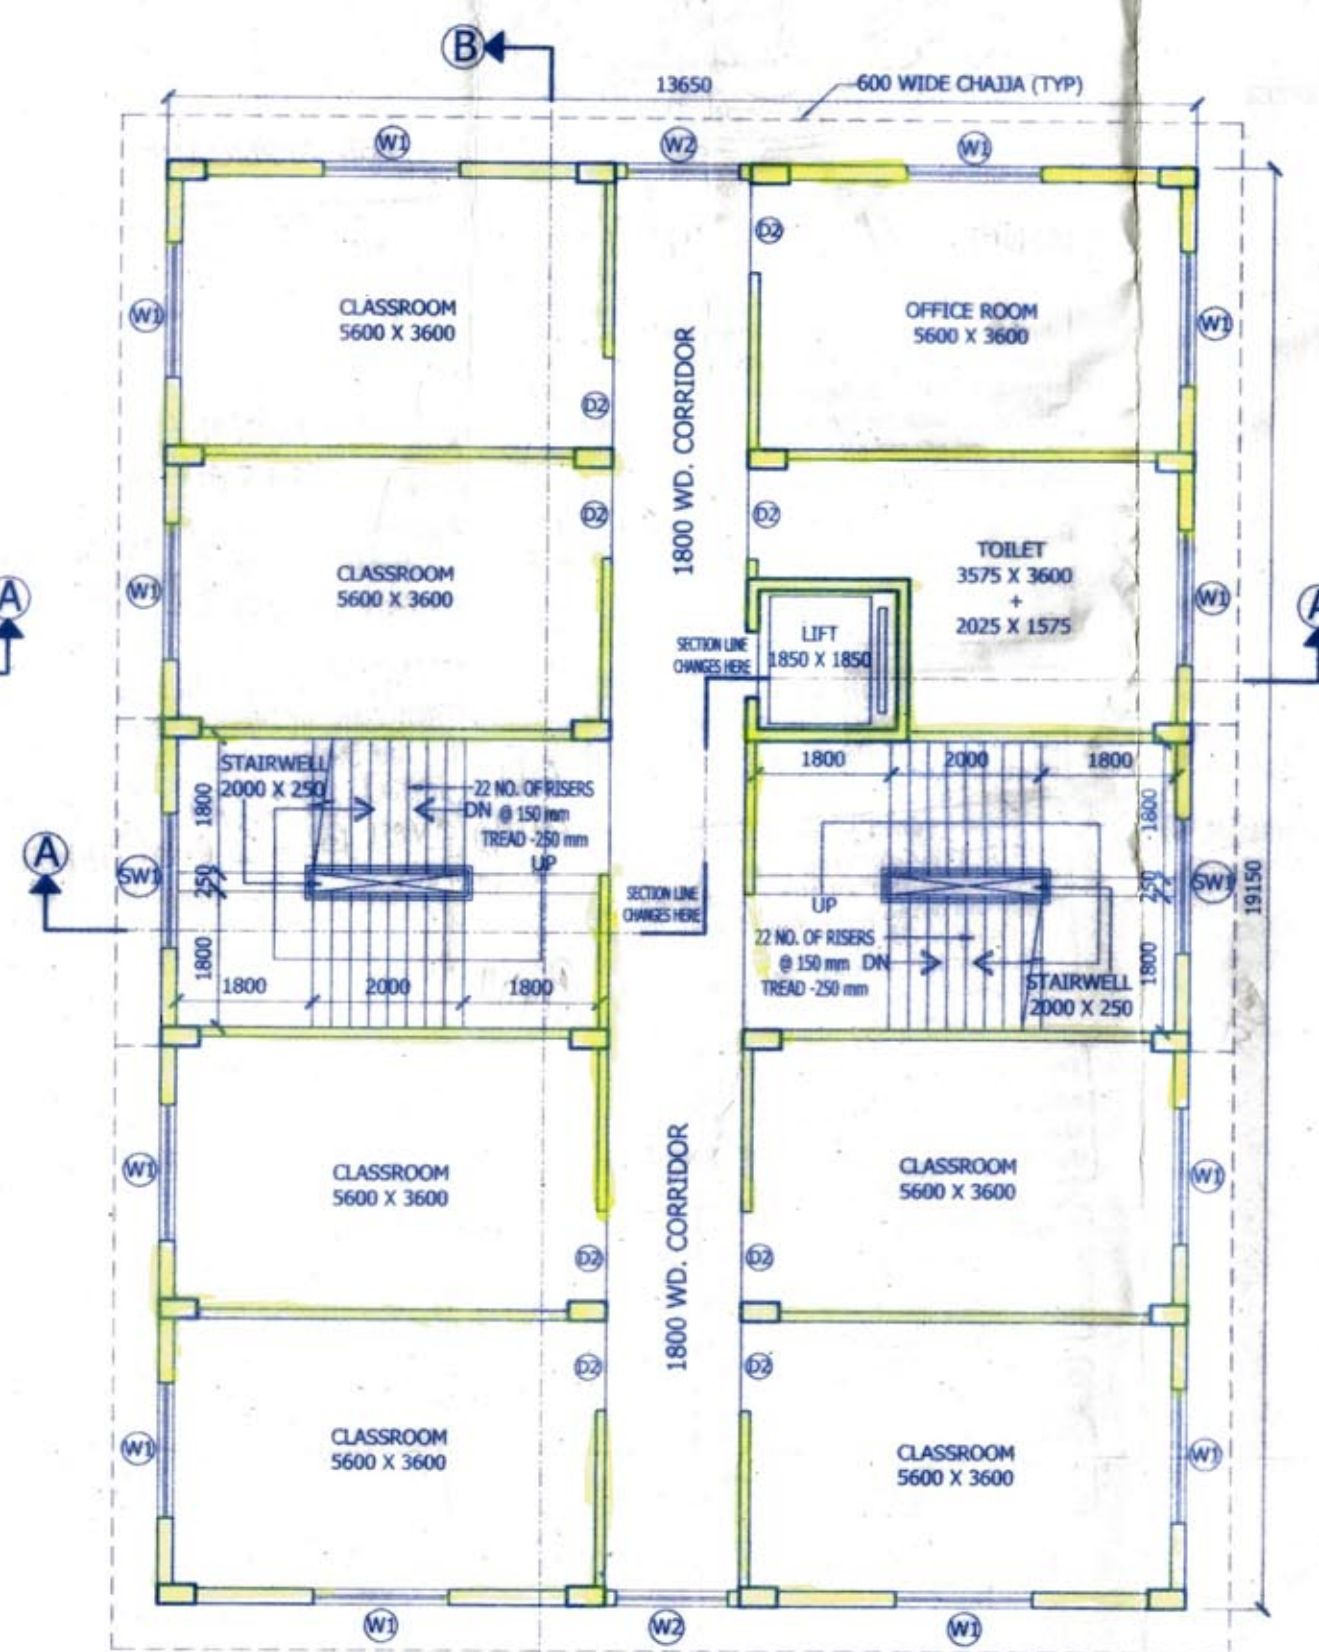 B
13650
600 WIDE CHAJJA (TYP)
W1
W2
W1
D2
CLASSROOM
5600 X 3600
OFFICE ROOM
5600 X 3600
W1
W1
1800 WD. CORRIDOR
D2
D2
D2
CLASSROOM
5600 X 3600
TOILET
3575 X 3600
+
2025 X 1575
W1
W1
A
A
LIFT
1850 X 1850
SECTION LINE
CHANGES HERE
STAIRWELL
2000 X 250
22 NO. OF RISERS
@ 150 mm
TREAD -250 mm
DN
UP
1800
250
1800
1800
2000
1800
A
SW1
SECTION LINE
CHANGES HERE
1800
2000
1800
1800
250
1800
SW1
19150
UP
22 NO. OF RISERS
@ 150 mm
TREAD -250 mm
DN
STAIRWELL
2000 X 250
CLASSROOM
5600 X 3600
CLASSROOM
5600 X 3600
W1
W1
1800 WD. CORRIDOR
D2
D2
D2
D2
CLASSROOM
5600 X 3600
CLASSROOM
5600 X 3600
W1
W1
W1
W2
W1